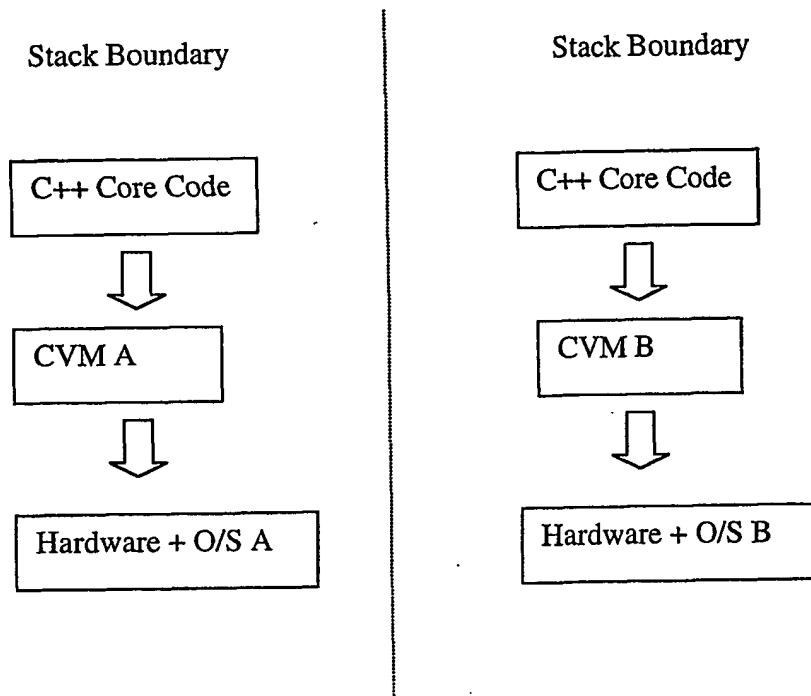 Stack Boundary
C++ Core Code
CVM A
Hardware + O/S A
Stack Boundary
C++ Core Code
CVM B
Hardware + O/S B